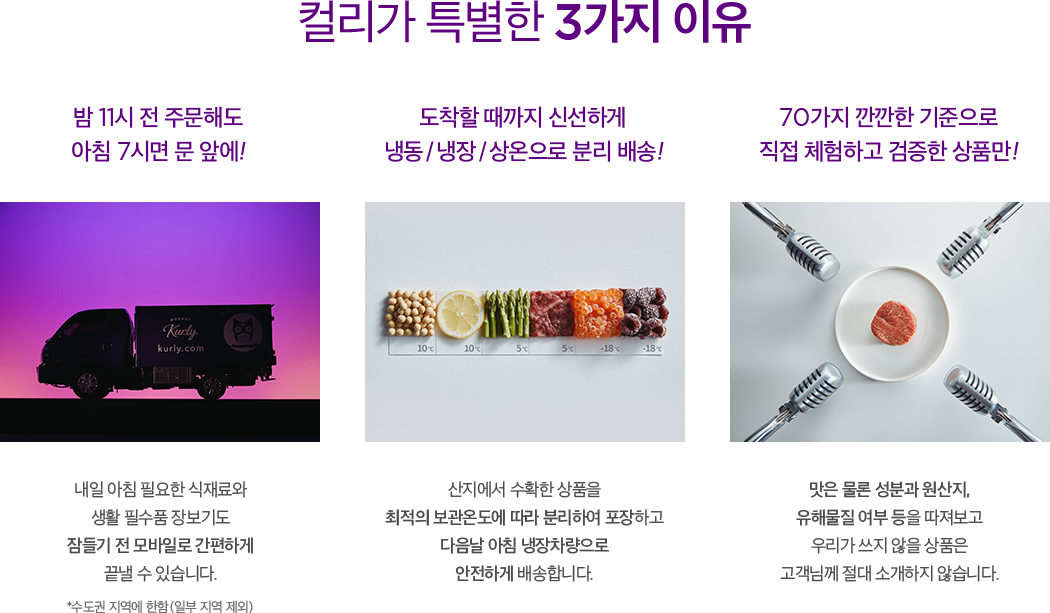 컬리가 특별한 3가지 이유
밤 11시 전 주문해도
아침 7시면 문 앞에!
도착할 때까지 신선하게
냉동/냉장/상온으로 분리 배송!
70가지 깐깐한 기준으로
직접 체험하고 검증한 상품만!
MARKET
Kurly
kurly.com
10℃ 10℃ 5℃ 5℃ -18℃ -18℃
내일 아침 필요한 식재료와
생활 필수품 장보기도
잠들기 전 모바일로 간편하게
끝낼 수 있습니다.
*수도권 지역에 한함(일부 지역 제외)
산지에서 수확한 상품을
최적의 보관온도에 따라 분리하여 포장하고
다음날 아침 냉장차량으로
안전하게 배송합니다.
맛은 물론 성분과 원산지,
유해물질 여부 등을 따져보고
우리가 쓰지 않을 상품은
고객님께 절대 소개하지 않습니다.